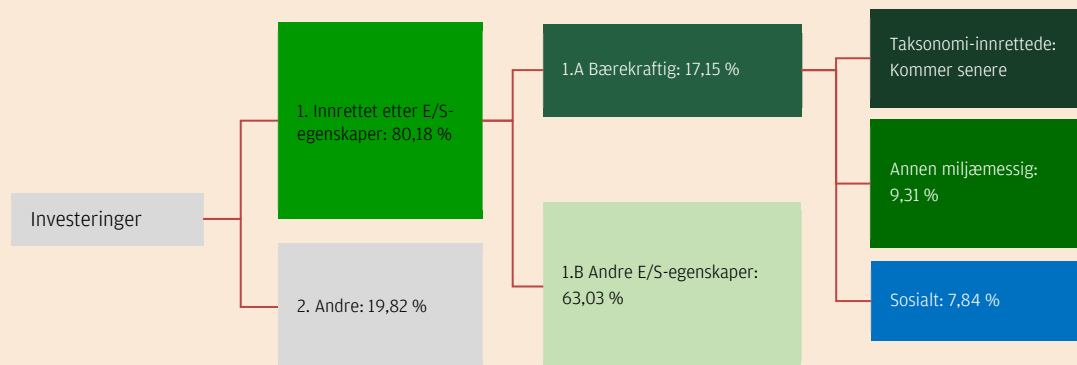 Investeringer
1. Innrettet etter E/S-
egenskaper: 80,18 %
2. Andre: 19,82 %
1.A Bærekraftig: 17,15 %
1.B Andre E/S-egenskaper:
63,03 %
Taksonomi-innrettede:
Kommer senere
Annen miljæmessig:
9,31 %
Sosialt: 7,84 %